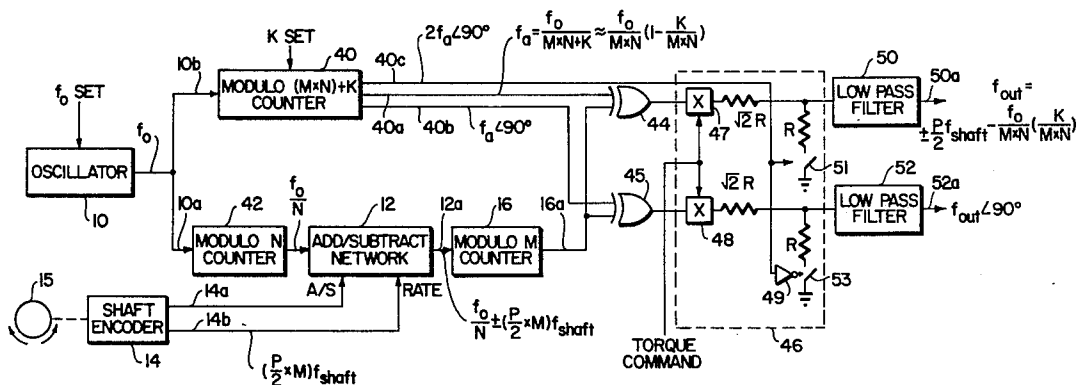 K SET
40
2fₐ∠90°
fₐ = f₀/(M×N+K) ≈ f₀/(M×N) (1- K/(M×N))
10b
MODULO (M×N)+K COUNTER
40c
40a
40b
fₐ∠90°
44
X
47
√2 R
R
51
50
LOW PASS FILTER
50a
f_out = ±P/2 f_shaft - f₀/(M×N) (K/(M×N))
f₀ SET
f₀
OSCILLATOR
10
10a
42
MODULO N COUNTER
f₀/N
12
ADD/SUBTRACT NETWORK
A/S
RATE
12a
16
MODULO M COUNTER
16a
45
X
48
√2 R
R
49
53
52
LOW PASS FILTER
52a
f_out∠90°
15
SHAFT ENCODER
14
14a
14b
(P/2 × M) f_shaft
f₀/N ± (P/2 × M) f_shaft
TORQUE COMMAND
46